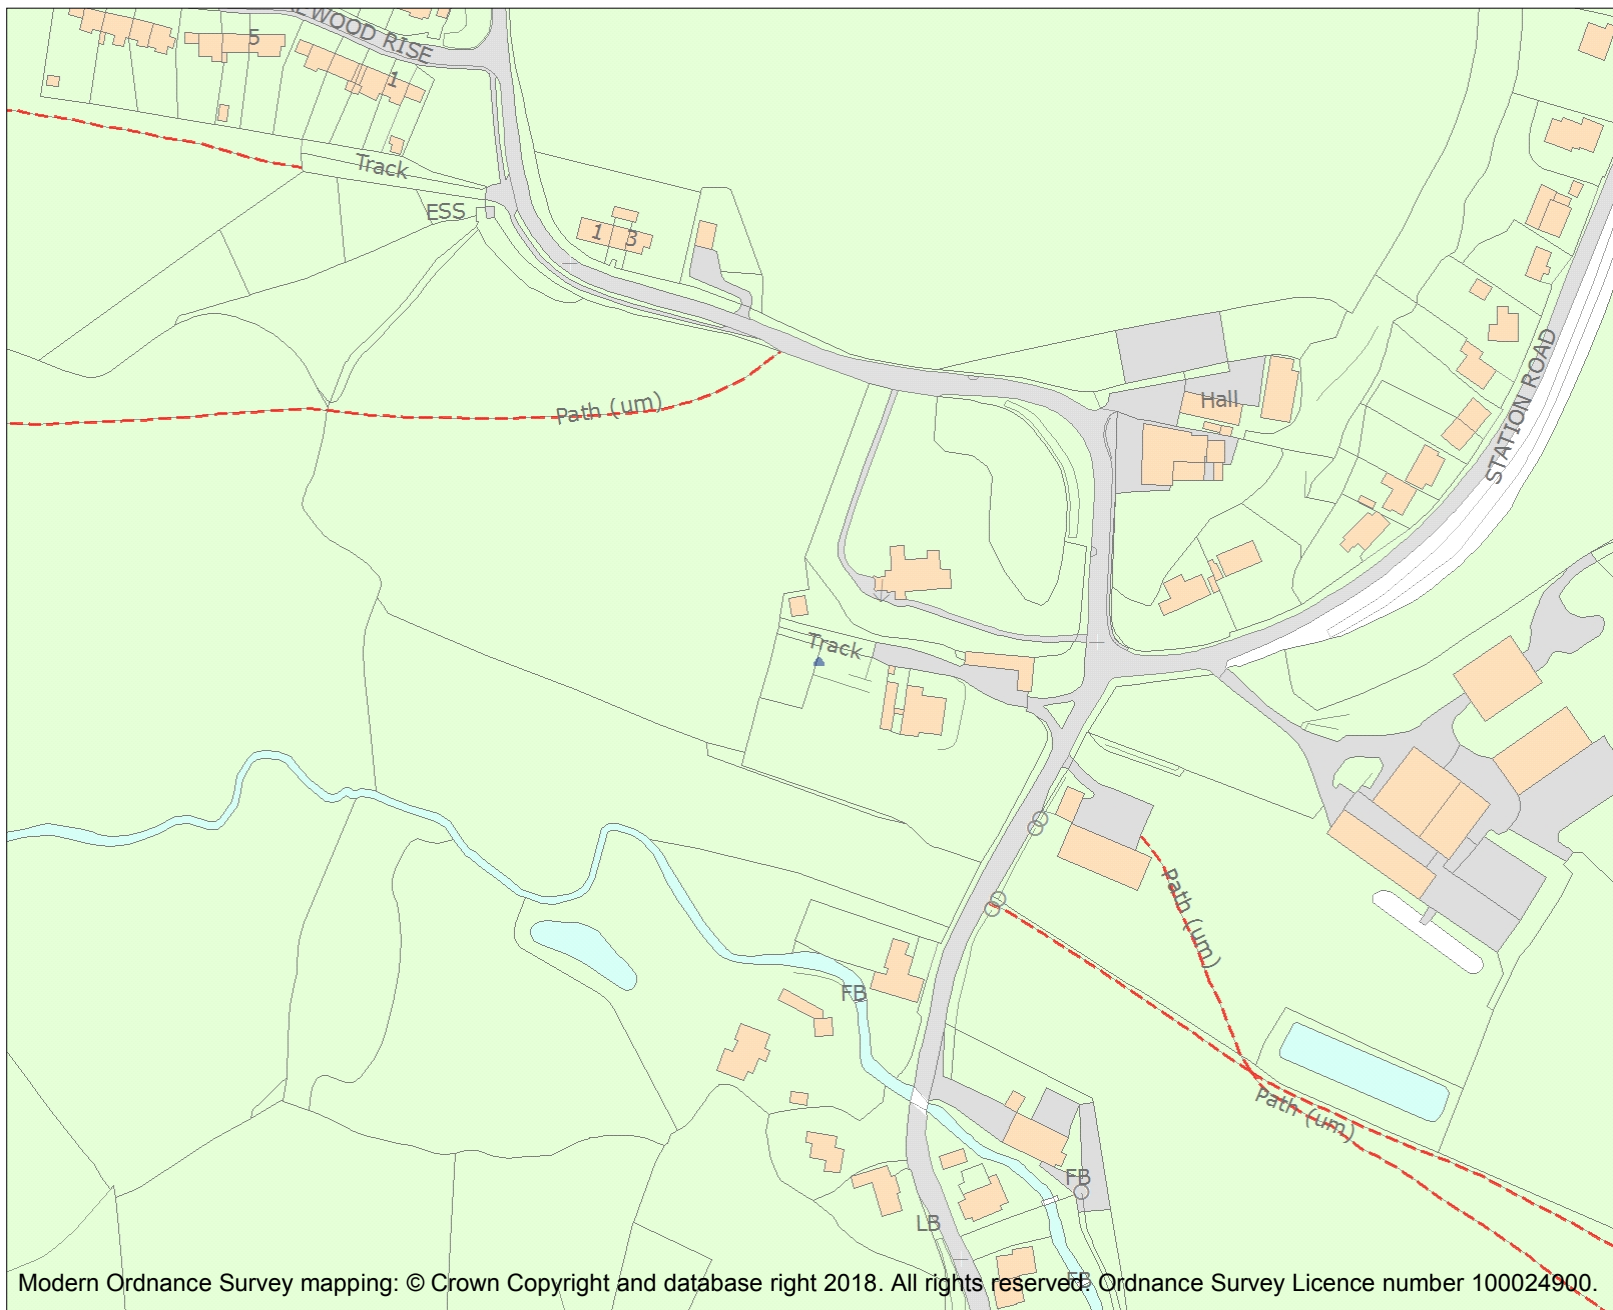 5
EWOOD RISE
1
Track
ESS
1 3
Path (um)
Hall
STATION ROAD
Track
Path (um)
FB
Path (um)
FB
LB
FB
Modern Ordnance Survey mapping: © Crown Copyright and database right 2018. All rights reserved. Ordnance Survey Licence number 100024900.